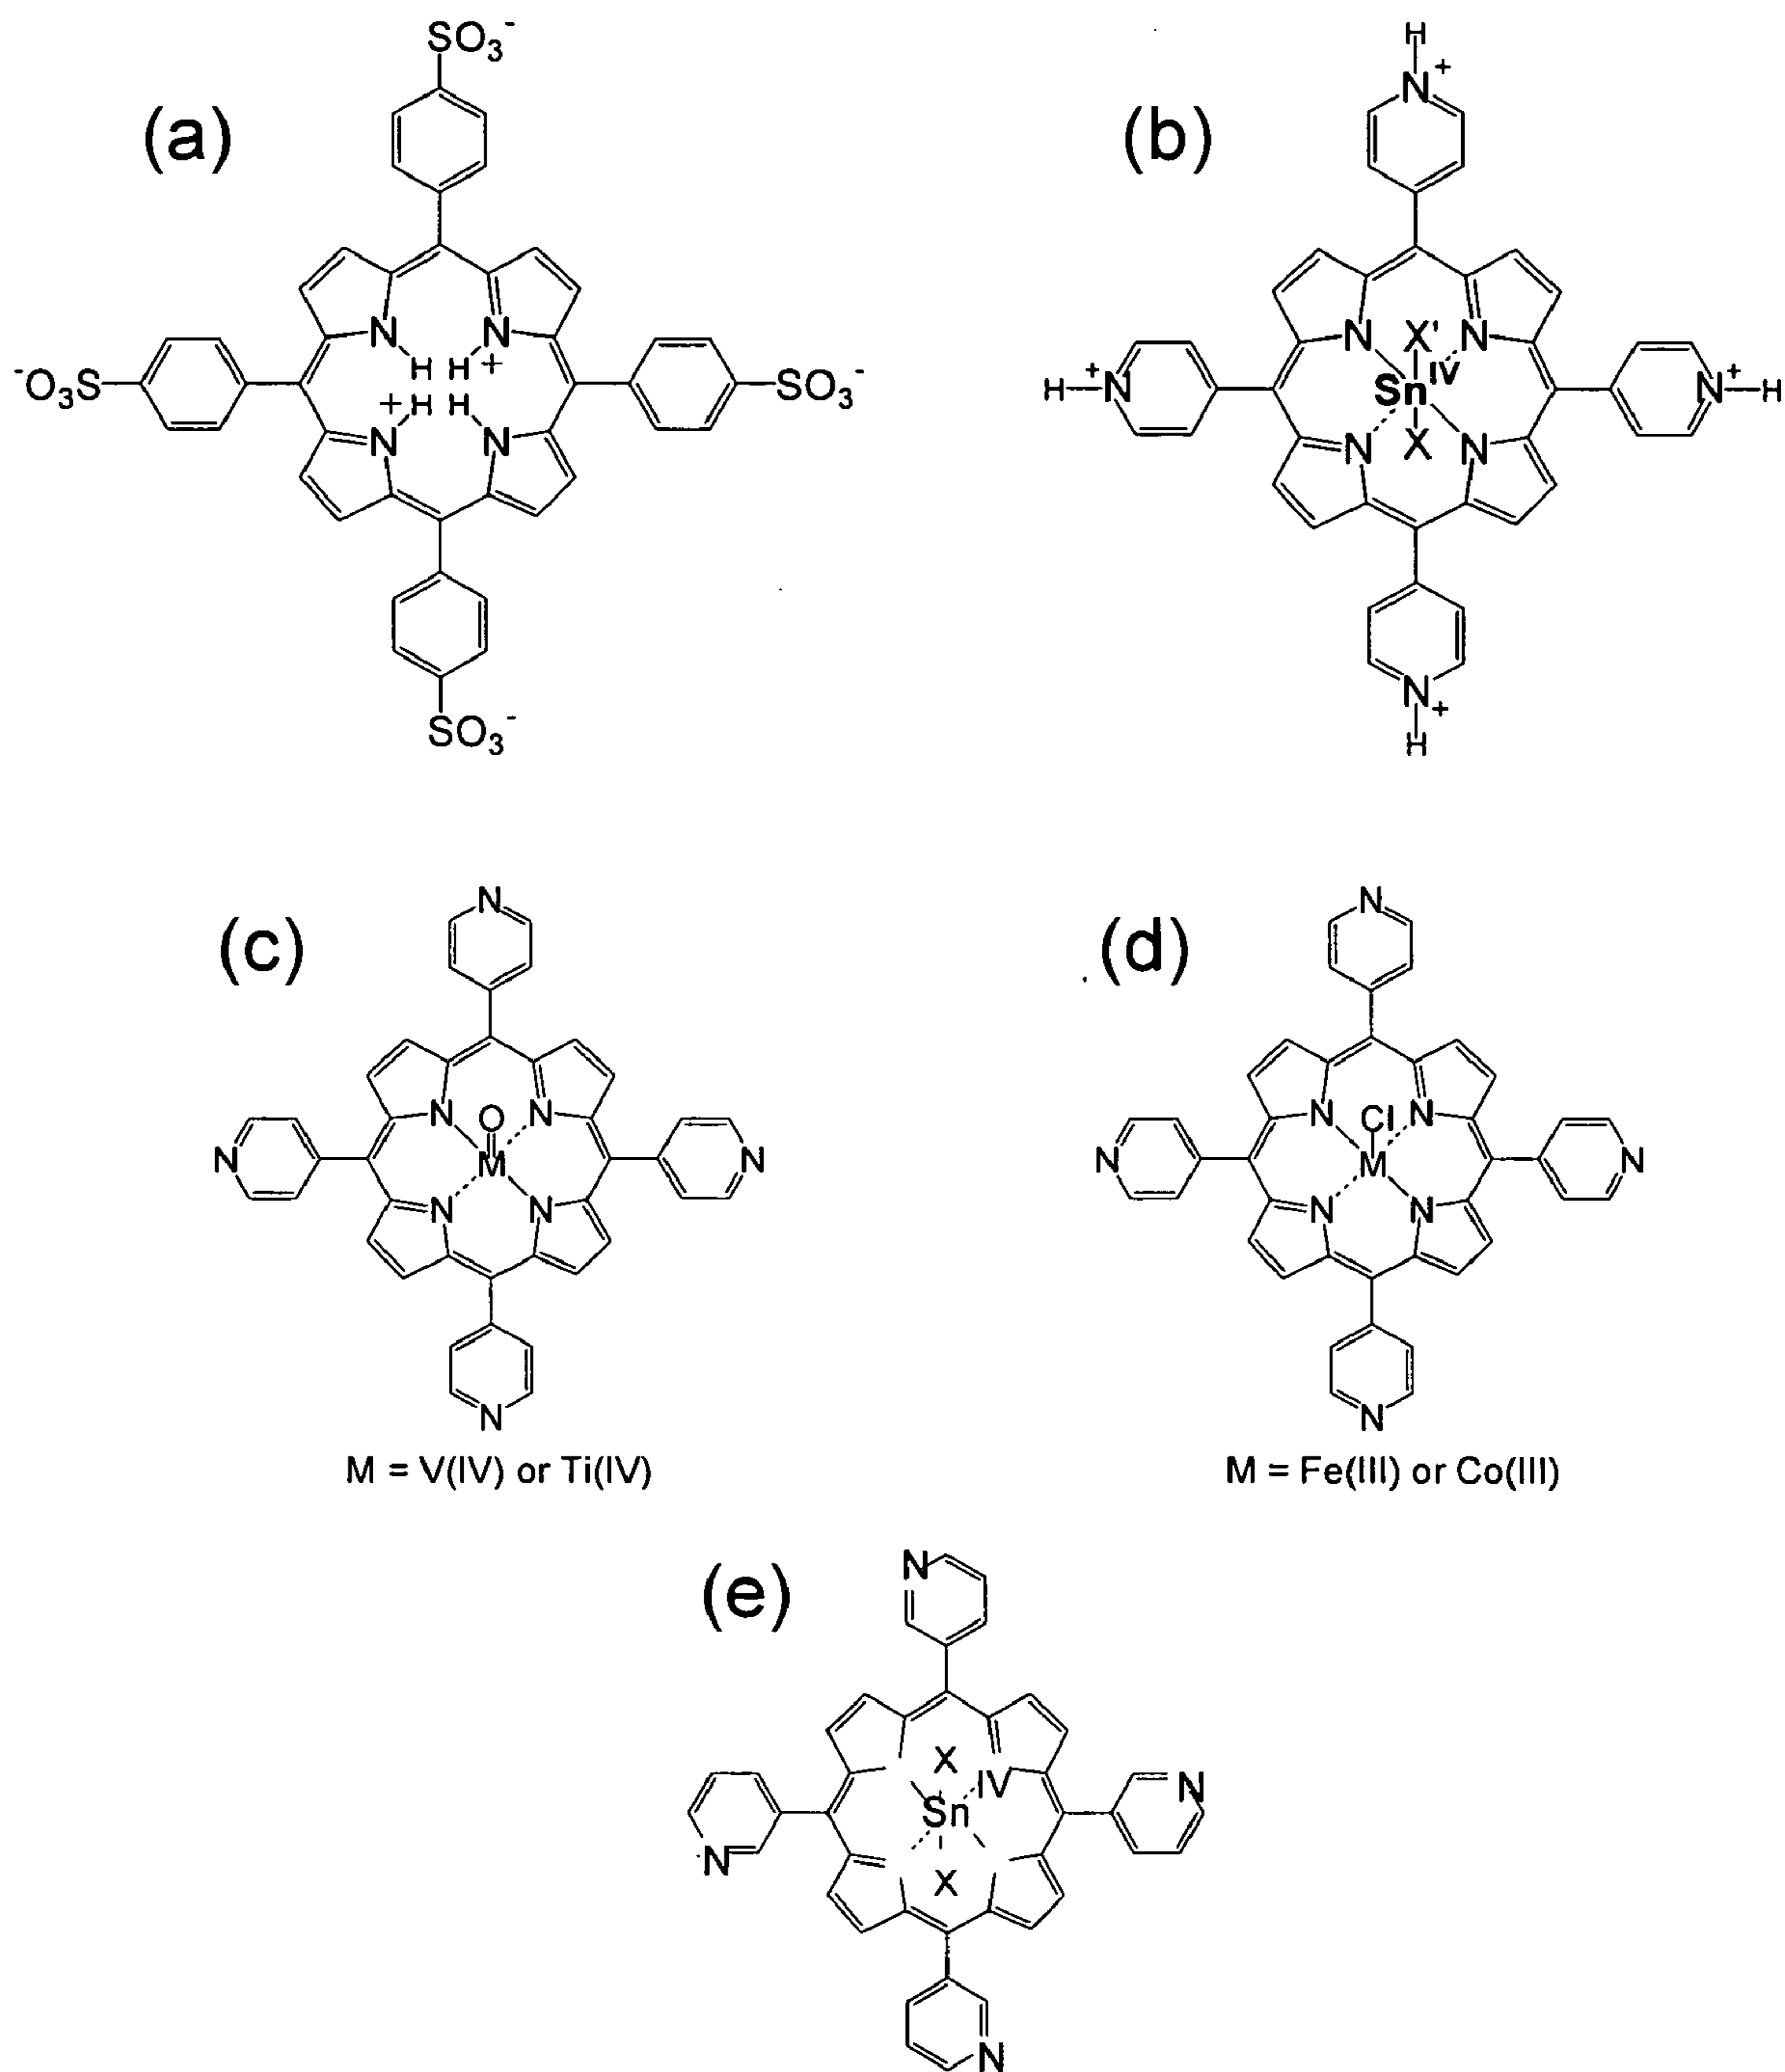 (a)
SO3-
N N
H H +
-O3S SO3-
+ H H
N N
SO3-
(b)
H
N +
N X' N
IV
H N + Sn N + H
N X N
N +
H
(c)
N
N O N
N M N
N N
N
M = V(IV) or Ti(IV)
(d)
N
N Cl N
N M N
N N
N
M = Fe(III) or Co(III)
(e)
N
X
IV N
Sn
N
X
N